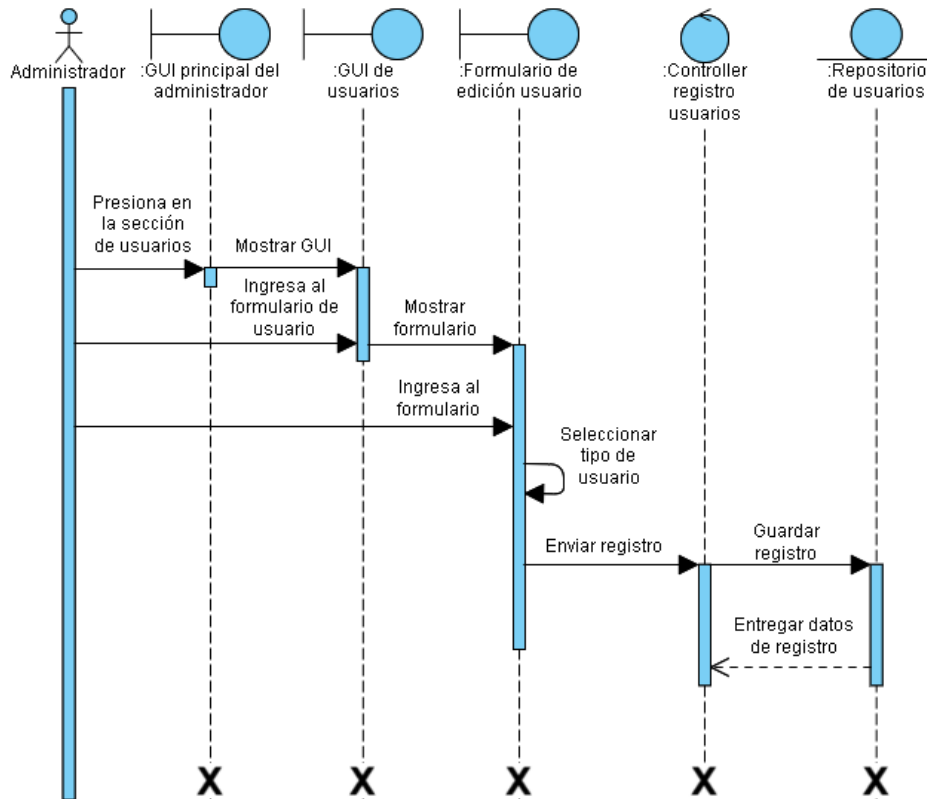 Administrador
:GUI principal del
administrador
:GUI de
usuarios
:Formulario de
edición usuario
:Controller
registro
usuarios
:Repositorio
de usuarios
Presiona en
la sección
de usuarios
Mostrar GUI
Ingresa al
formulario de
usuario
Mostrar
formulario
Ingresa al
formulario
Seleccionar
tipo de
usuario
Enviar registro
Guardar
registro
Entregar datos
de registro